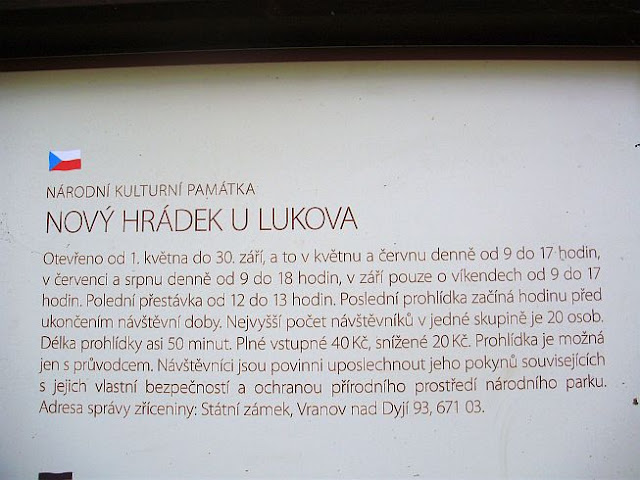 NÁRODNÍ KULTURNÍ PAMÁTKA
NOVÝ HRÁDEK U LUKOVA
Otevřeno od 1. května do 30. září, a to v květnu a červnu denně od 9 do 17 hodin,
v červenci a srpnu denně od 9 do 18 hodin, v září pouze o víkendech od 9 do 17
hodin. Polední přestávka od 12 do 13 hodin. Poslední prohlídka začíná hodinu před
ukončením návštěvní doby. Nejvyšší počet návštěvníků v jedné skupině je 20 osob.
Délka prohlídky asi 50 minut. Plné vstupné 40 Kč, snížené 20 Kč. Prohlídka je možná
jen s průvodcem. Návštěvníci jsou povinni uposlechnout jeho pokynů souvisejících
s jejich vlastní bezpečností a ochranou přírodního prostředí národního parku.
Adresa správy zříceniny: Státní zámek, Vranov nad Dyjí 93, 671 03.